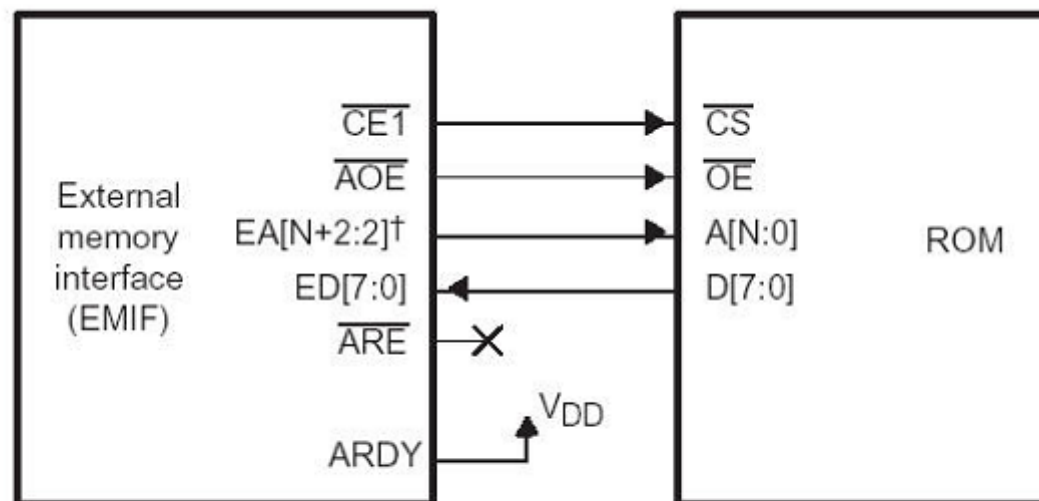 CE1
CS
AOE
OE
External
memory
interface
(EMIF)
EA[N+2:2]†
A[N:0]
ROM
ED[7:0]
D[7:0]
ARE
VDD
ARDY